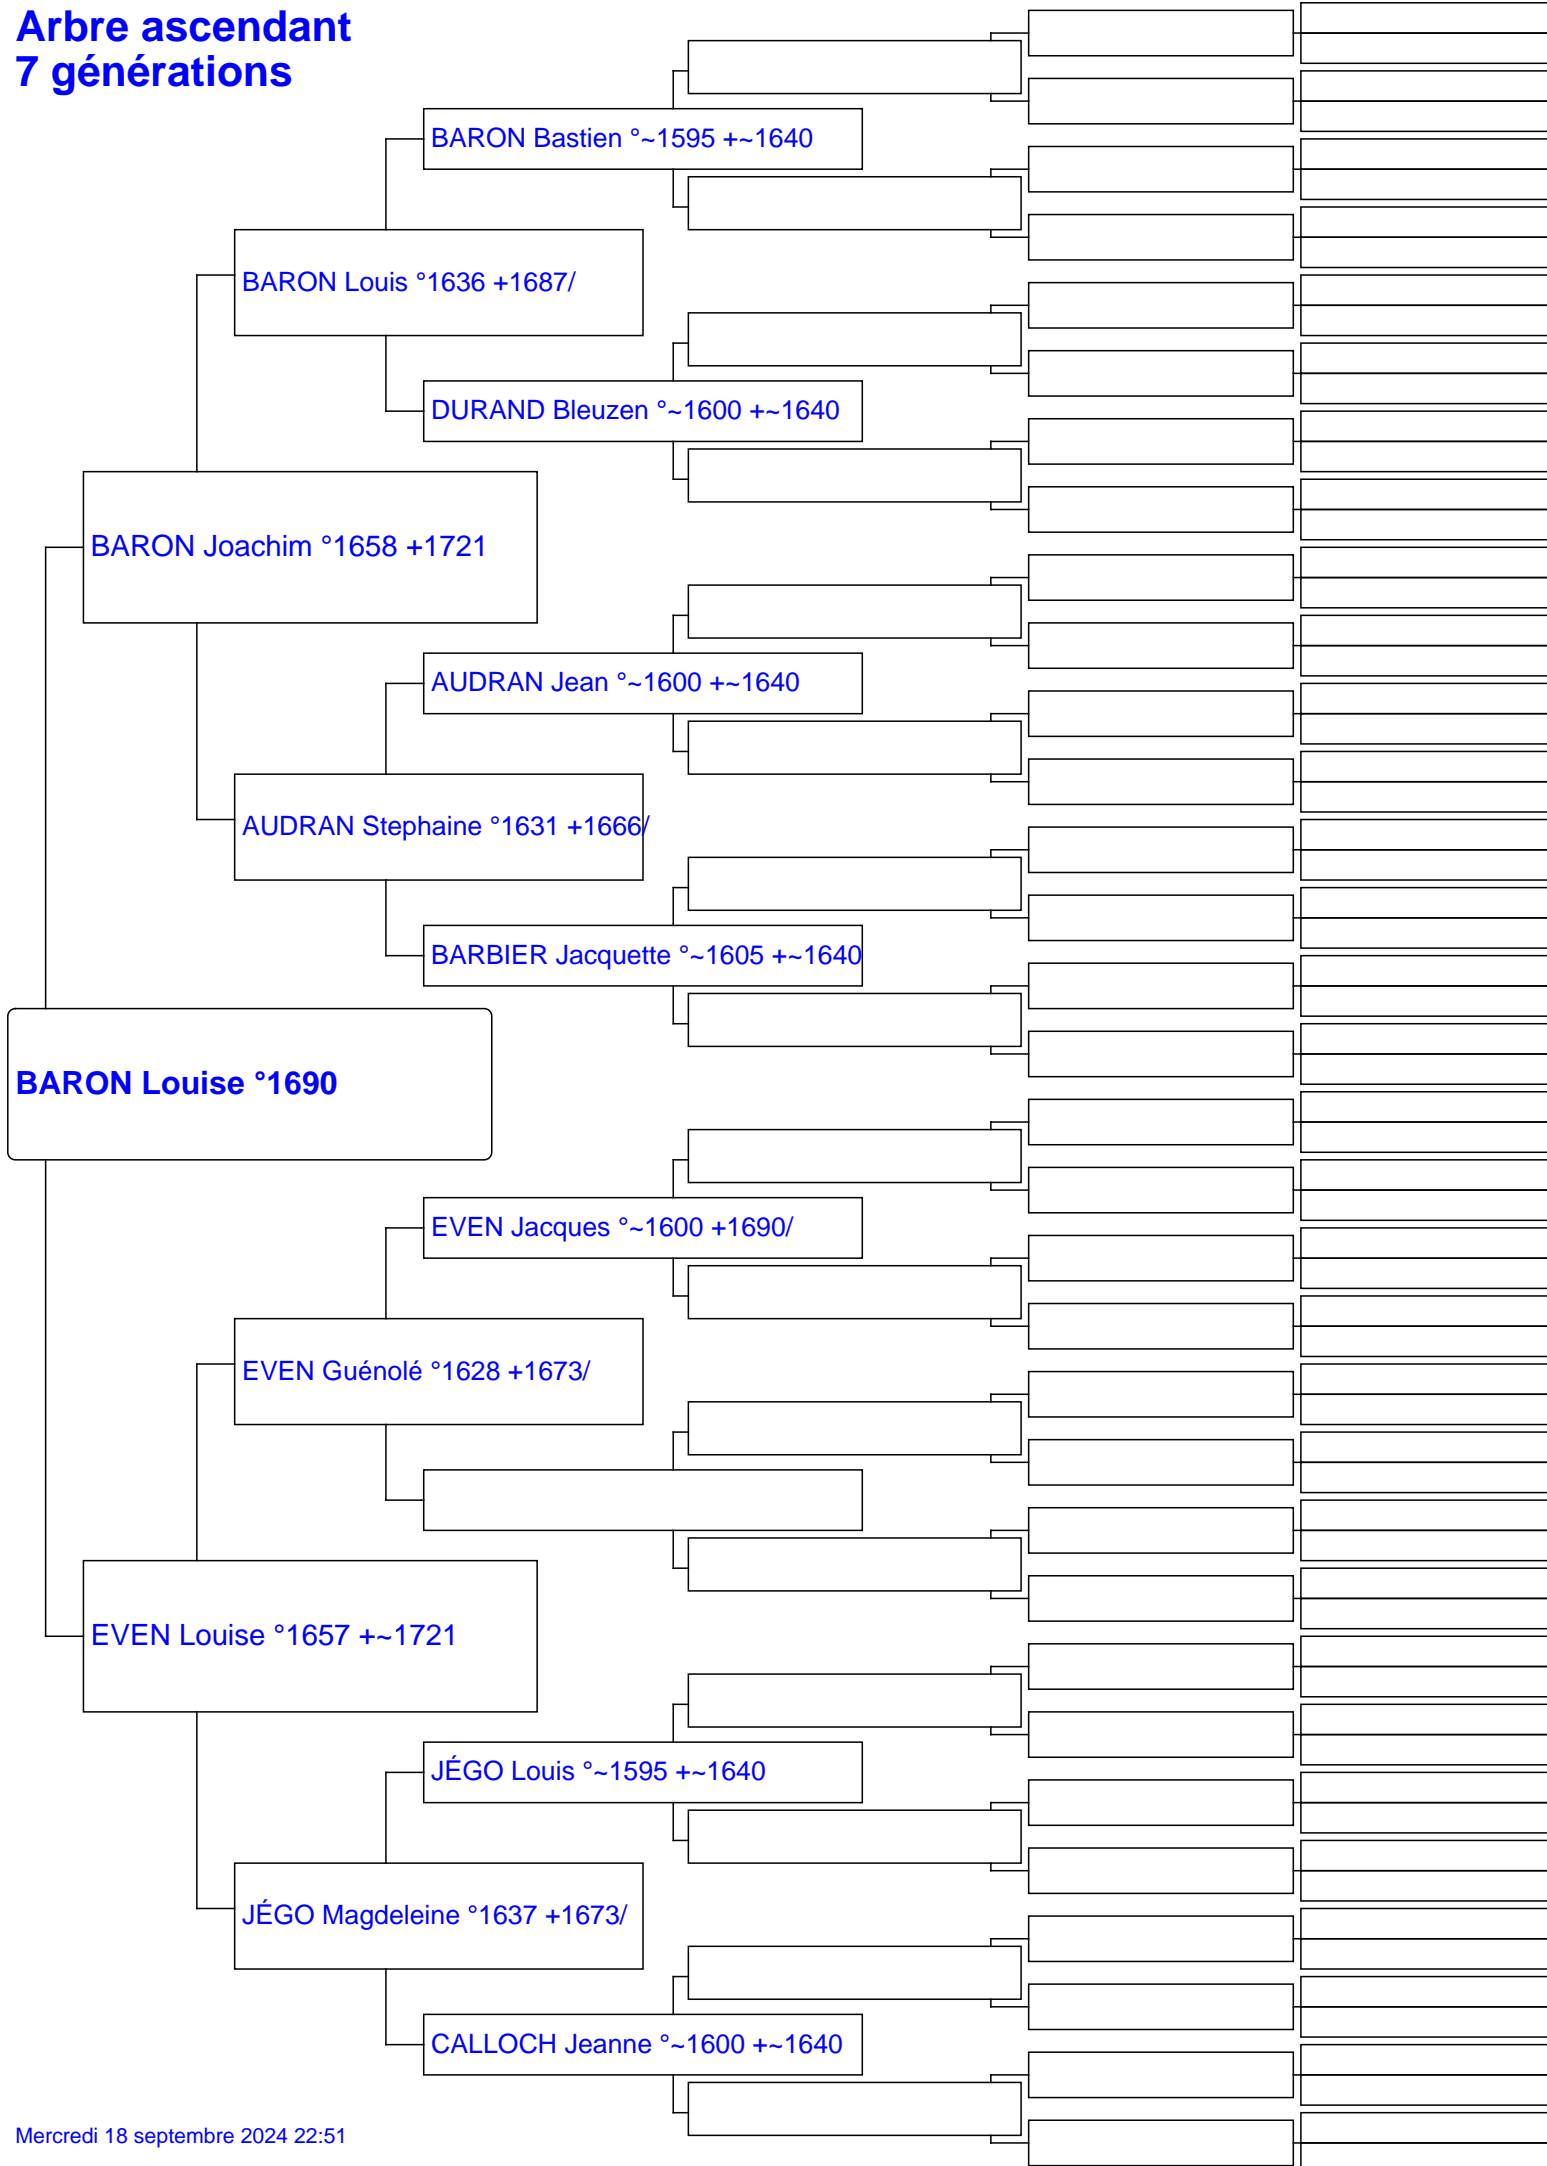 Arbre ascendant
7 générations
BARON Bastien °~1595 +~1640
BARON Louis °1636 +1687/
DURAND Bleuzen °~1600 +~1640
BARON Joachim °1658 +1721
AUDRAN Jean °~1600 +~1640
AUDRAN Stephaine °1631 +1666/
BARBIER Jacquette °~1605 +~1640
BARON Louise °1690
EVEN Jacques °~1600 +1690/
EVEN Guénolé °1628 +1673/
EVEN Louise °1657 +~1721
JÉGO Louis °~1595 +~1640
JÉGO Magdeleine °1637 +1673/
CALLOCH Jeanne °~1600 +~1640
Mercredi 18 septembre 2024 22:51